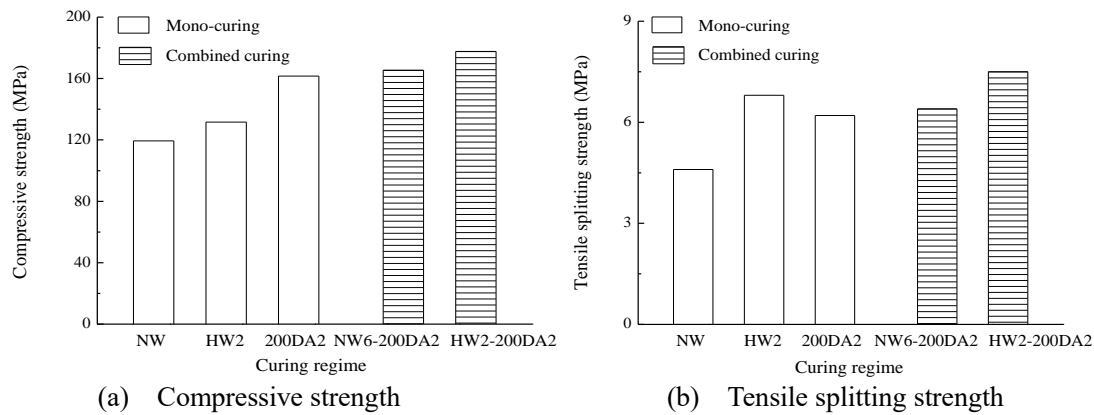 Compressive strength (MPa)
200
160
120
80
40
0
Mono-curing
Combined curing
NW HW2 200DA2 NW6-200DA2 HW2-200DA2
Curing regime
(a) Compressive strength
Tensile splitting strength (MPa)
9
6
3
0
Mono-curing
Combined curing
NW HW2 200DA2 NW6-200DA2 HW2-200DA2
Curing regime
(b) Tensile splitting strength